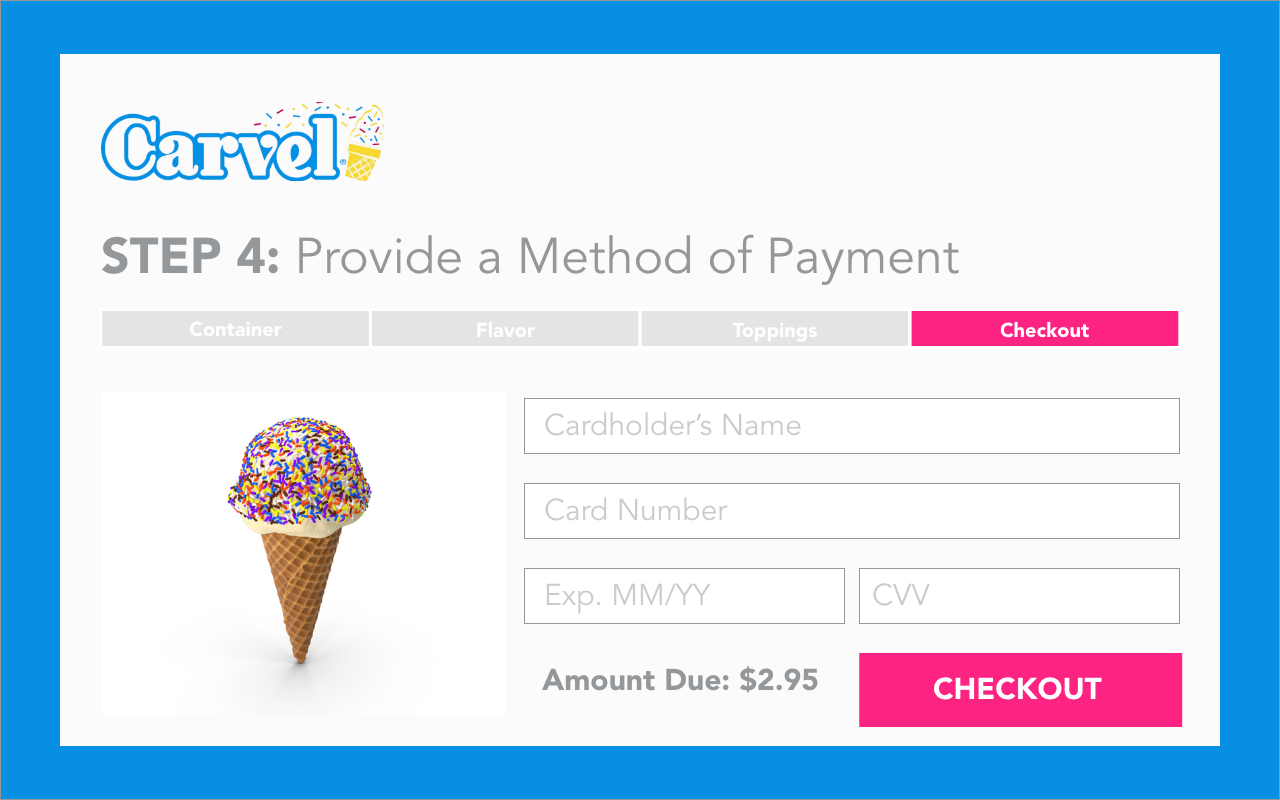 Carvel®
STEP 4: Provide a Method of Payment
Container
Flavor
Toppings
Checkout
Cardholder’s Name
Card Number
Exp. MM/YY
CVV
Amount Due: $2.95
CHECKOUT